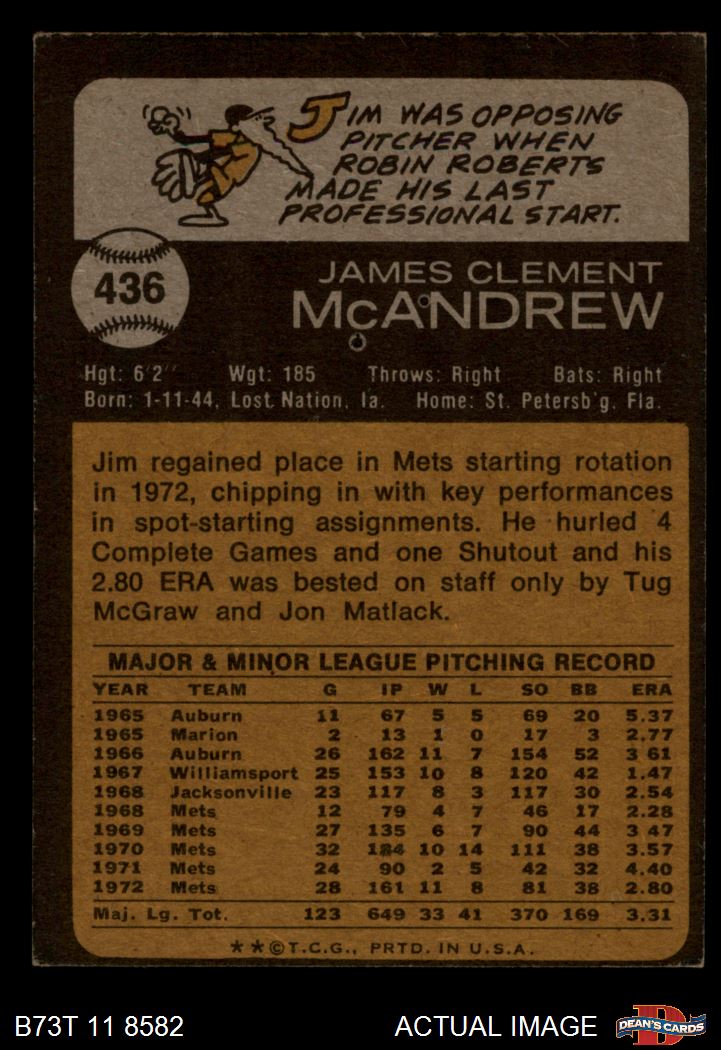 JIM WAS OPPOSING
PITCHER WHEN
ROBIN ROBERTS
MADE HIS LAST
PROFESSIONAL START.
436
JAMES CLEMENT
McANDREW
Hgt: 6'2" Wgt: 185 Throws: Right Bats: Right
Born: 1-11-44, Lost Nation, Ia. Home: St. Petersb'g, Fla.
Jim regained place in Mets starting rotation
in 1972, chipping in with key performances
in spot-starting assignments. He hurled 4
Complete Games and one Shutout and his
2.80 ERA was bested on staff only by Tug
McGraw and Jon Matlack.
MAJOR & MINOR LEAGUE PITCHING RECORD
YEAR TEAM G IP W L SO BB ERA
1965 Auburn 11 67 5 5 69 20 5.37
1965 Marion 2 13 1 0 17 3 2.77
1966 Auburn 26 162 11 7 154 52 3.61
1967 Williamsport 25 153 10 8 120 42 1.47
1968 Jacksonville 23 117 8 3 117 30 2.54
1968 Mets 12 79 4 7 46 17 2.28
1969 Mets 27 135 6 7 90 44 3.47
1970 Mets 32 184 10 14 111 38 3.57
1971 Mets 24 90 2 5 42 32 4.40
1972 Mets 28 161 11 8 81 38 2.80
Maj. Lg. Tot. 123 649 33 41 370 169 3.31
**©T.C.G., PRTD. IN U.S.A.
B73T 11 8582 ACTUAL IMAGE
DEAN'S CARDS